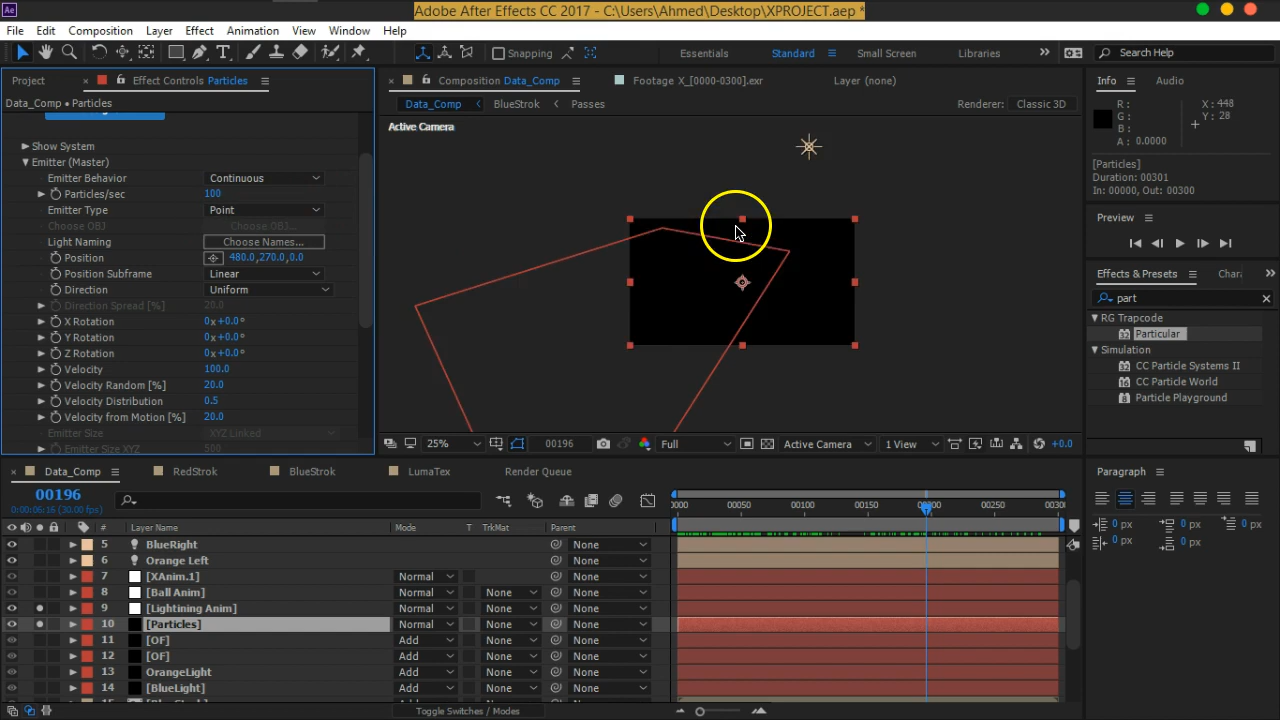 Ae
Adobe After Effects CC 2017 - C:\Users\Ahmed\Desktop\XPROJECT.aep *
File Edit Composition Layer Effect Animation View Window Help
Snapping Essentials Standard Small Screen Libraries Search Help
Project × Effect Controls Particles
Data_Comp • Particles
Show System
Emitter (Master)
Emitter Behavior Continuous
Particles/sec 100
Emitter Type Point
Choose OBJ Choose OBJ...
Light Naming Choose Names...
Position 480.0,270.0,0.0
Position Subframe Linear
Direction Uniform
Direction Spread [%] 20.0
X Rotation 0x+0.0°
Y Rotation 0x+0.0°
Z Rotation 0x+0.0°
Velocity 100.0
Velocity Random [%] 20.0
Velocity Distribution 0.5
Velocity from Motion [%] 20.0
Emitter Size XYZ Linked
Emitter Size XYZ 500
× Composition Data_Comp Footage X_[0000-0300].exr Layer (none)
Data_Comp BlueStrok Passes Renderer: Classic 3D
Active Camera
25% 00196 Full Active Camera 1 View +0.0
Info Audio
R : X : 448
G : Y : 28
B :
A : 0.0000
[Particles]
Duration: 00301
In: 00000, Out: 00300
Preview
Effects & Presets Chara
part ×
RG Trapcode
32 Particular
Simulation
32 CC Particle Systems II
32 CC Particle World
8 Particle Playground
Paragraph
0 px 0 px 0 px
0 px 0 px
× Data_Comp RedStrok BlueStrok LumaTex Render Queue
00196
0:00:06:16 (30.00 fps)
0000 00050 00100 00150 00200 00250 0030
# Layer Name Mode T TrkMat Parent
5 BlueRight None
6 Orange Left None
7 [XAnim.1] Normal None
8 [Ball Anim] Normal None None
9 [Lightining Anim] Normal None None
10 [Particles] Normal None None
11 [OF] Add None None
12 [OF] Add None None
13 OrangeLight Add None None
14 [BlueLight] Add None None
Toggle Switches / Modes